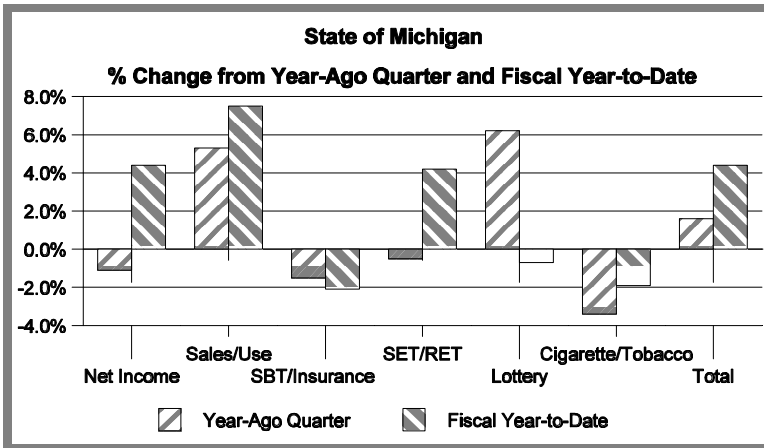 State of Michigan
% Change from Year-Ago Quarter and Fiscal Year-to-Date
8.0%
6.0%
4.0%
2.0%
0.0%
-2.0%
-4.0%
Sales/Use SET/RET Cigarette/Tobacco
Net Income SBT/Insurance Lottery Total
Year-Ago Quarter Fiscal Year-to-Date